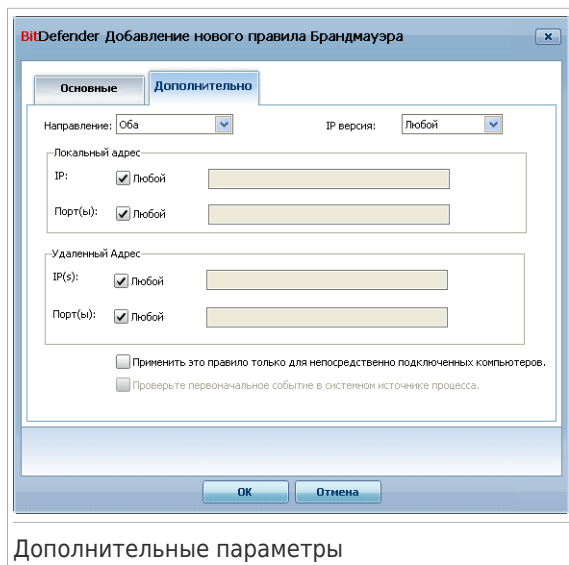 BitDefender Добавление нового правила Брандмауэра
Основные Дополнительно
Направление: Оба IP версия: Любой
Локальный адрес
IP: Любой
Порт(ы): Любой
Удаленный Адрес
IP(s): Любой
Порт(ы): Любой
Применить это правило только для непосредственно подключенных компьютеров.
Проверьте первоначальное событие в системном источнике процесса.
OK Отмена
Дополнительные параметры